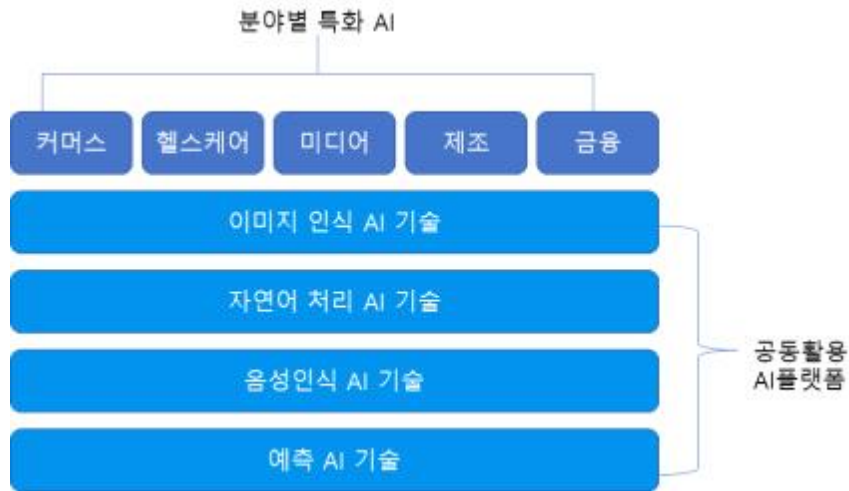 분야별 특화 AI
커머스 헬스케어 미디어 제조 금융
이미지 인식 AI 기술
자연어 처리 AI 기술
음성인식 AI 기술
예측 AI 기술
공동활용
AI플랫폼